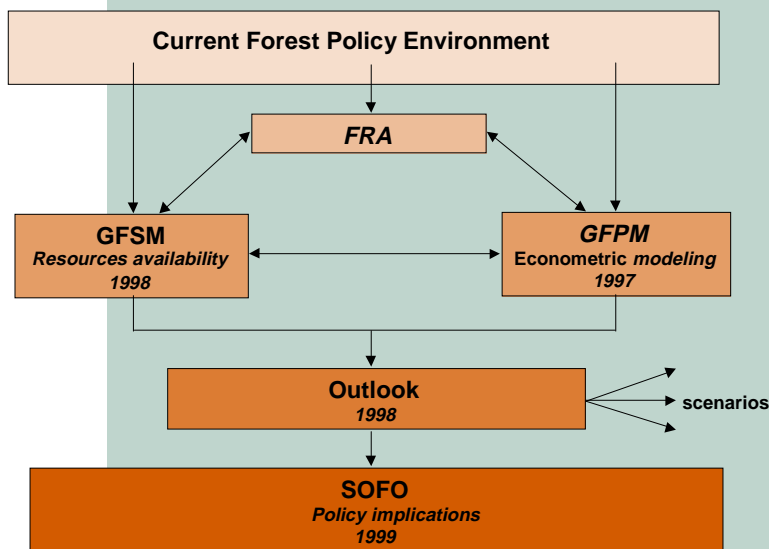 Current Forest Policy Environment
FRA
GFSM
Resources availability
1998
GFPM
Econometric modeling
1997
Outlook
1998
scenarios
SOFO
Policy implications
1999